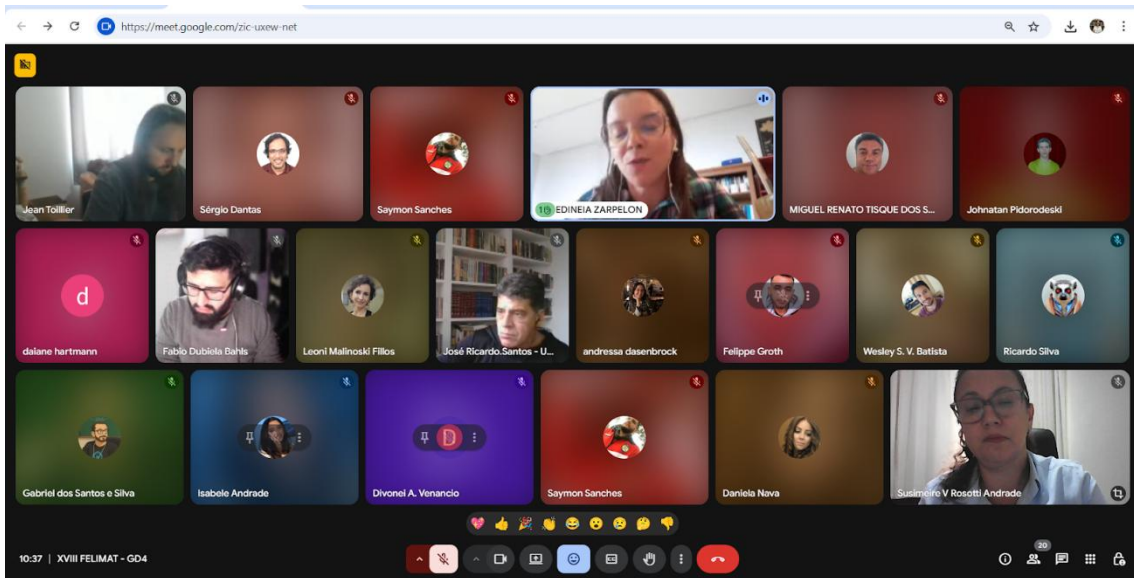 https://meet.google.com/zic-uxew-net
Jean Toillier
Sérgio Dantas
Saymon Sanches
EDINEIA ZARPELON
MIGUEL RENATO TISQUE DOS S...
Johnatan Pidorodeski
d
daiane hartmann
Fabio Dubiela Bahls
Leoni Malinoski Fillos
José Ricardo Santos - U...
andressa dasenbrock
Felippe Groth
Wesley S. V. Batista
Ricardo Silva
Gabriel dos Santos e Silva
Isabele Andrade
D
Divonei A. Venancio
Saymon Sanches
Daniela Nava
Susimeire V Rosotti Andrade
10:37 | XVIII FELIMAT - GD4
20